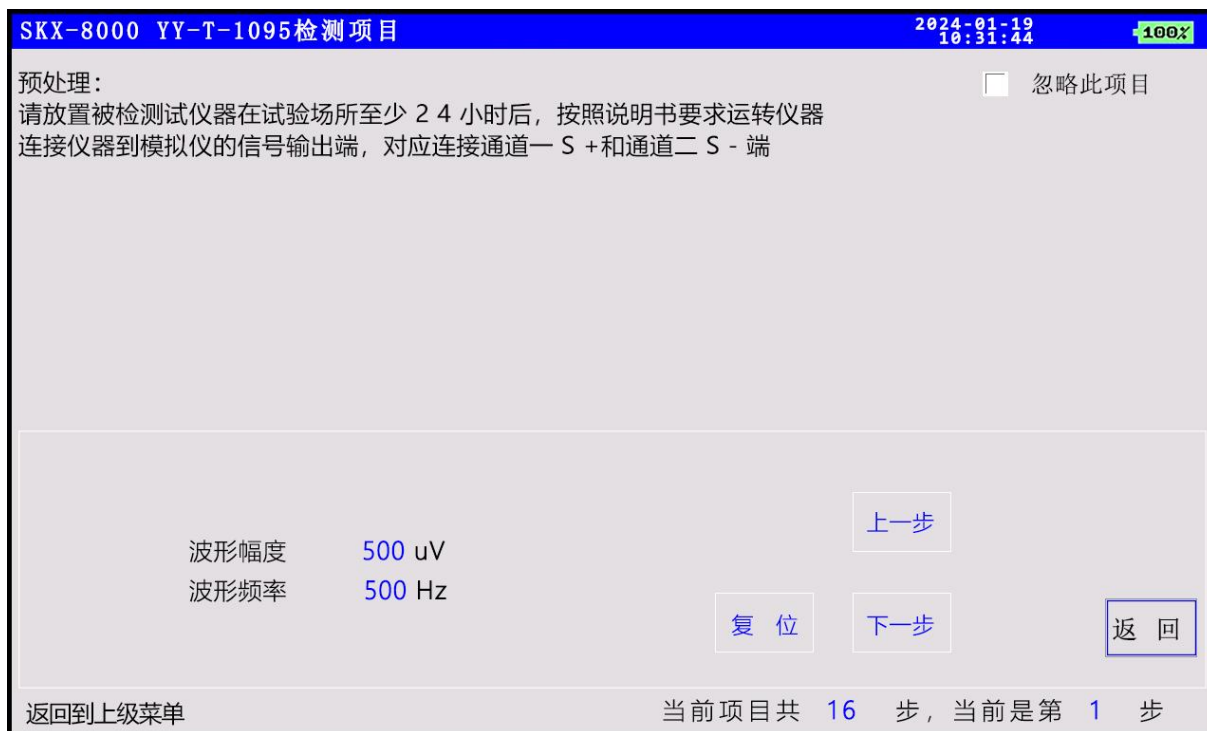 SKX-8000 YY-T-1095检测项目
2024-01-19
10:31:44
100%
预处理：
忽略此项目
请放置被检测试仪器在试验场所至少24小时后，按照说明书要求运转仪器
连接仪器到模拟仪的信号输出端，对应连接通道一S+和通道二S-端
上一步
波形幅度 500 uV
波形频率 500 Hz
复 位
下一步
返 回
返回到上级菜单
当前项目共 16 步，当前是第 1 步